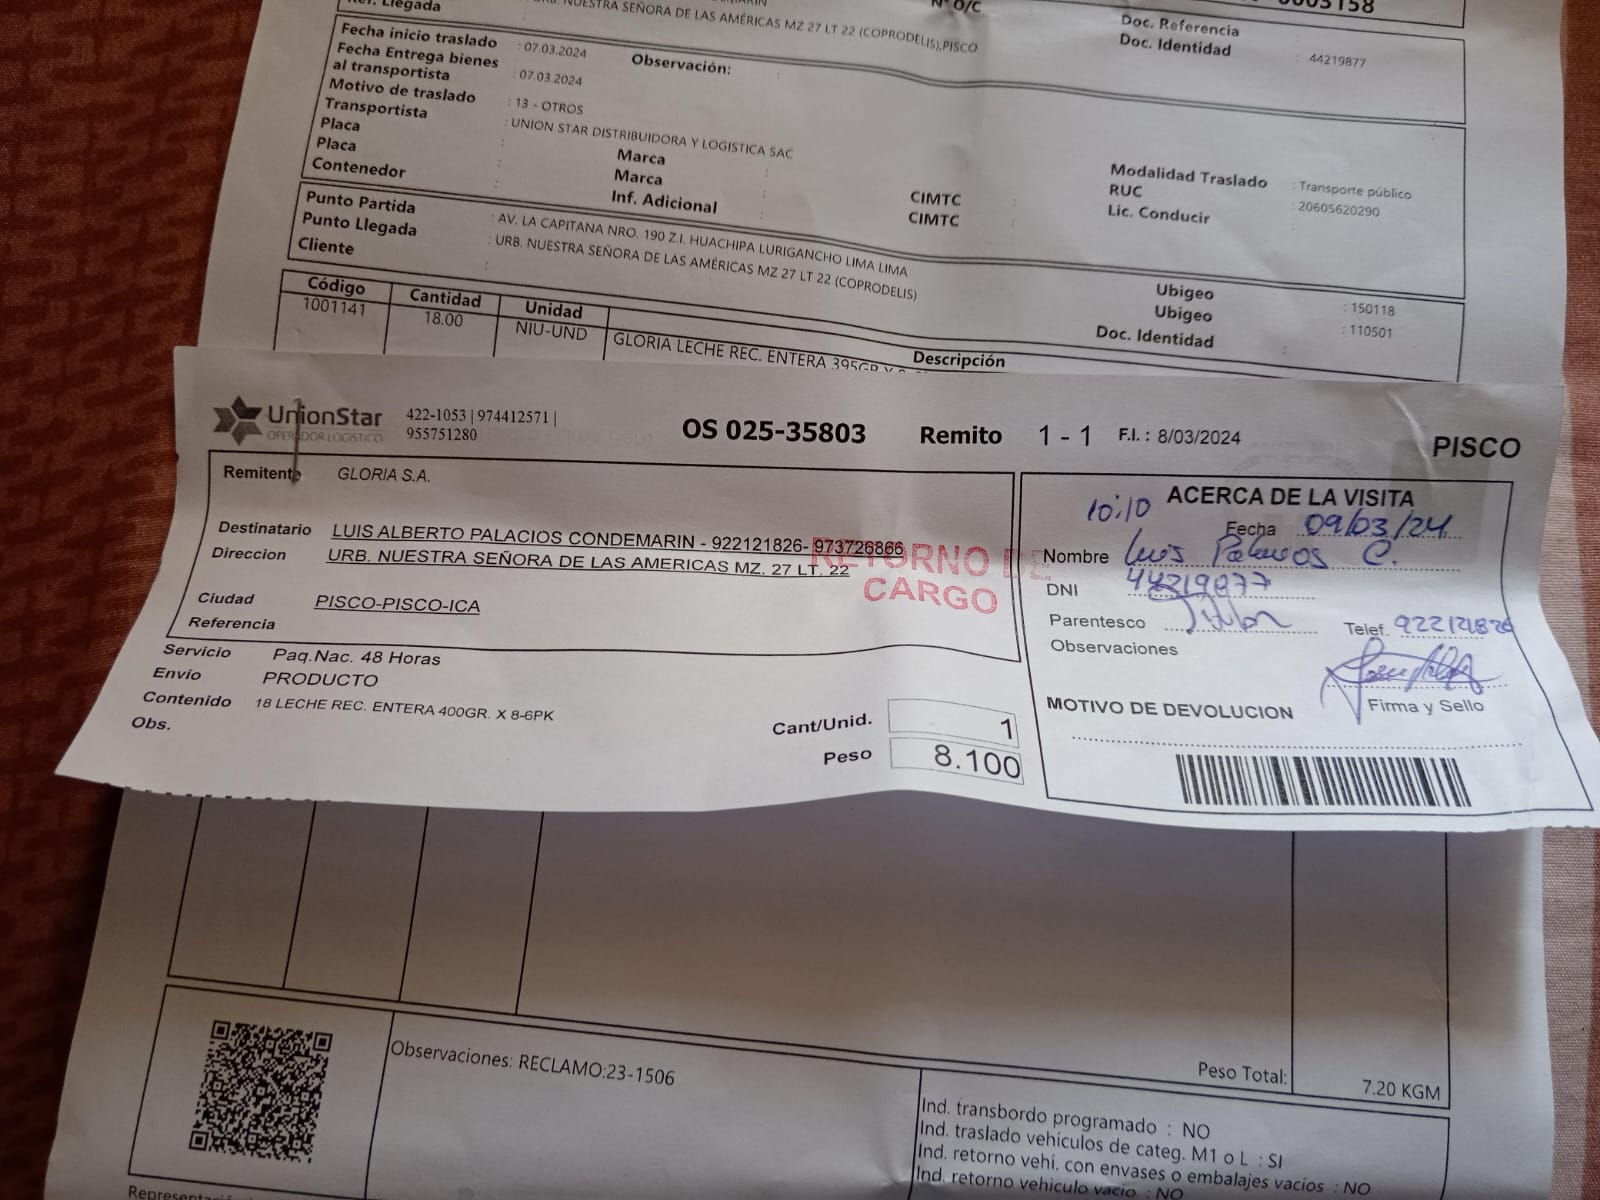 Ref. Llegada
URB. NUESTRA SEÑORA DE LAS AMÉRICAS MZ 27 LT 22 (COPRODELIS),PISCO
N° O/C
Doc. Referencia
Doc. Identidad : 44219877
Fecha inicio traslado : 07.03.2024
Fecha Entrega bienes al transportista : 07.03.2024
Observación: :
Motivo de traslado : 13 - OTROS
Transportista : UNION STAR DISTRIBUIDORA Y LOGISTICA SAC
Placa : Marca : CIMTC :
Placa : Marca : CIMTC :
Contenedor : Inf. Adicional :
Modalidad Traslado : Transporte público
RUC : 20605620290
Lic. Conducir :
Punto Partida : AV. LA CAPITANA NRO. 190 Z.I. HUACHIPA LURIGANCHO LIMA LIMA
Punto Llegada : URB. NUESTRA SEÑORA DE LAS AMÉRICAS MZ 27 LT 22 (COPRODELIS)
Cliente :
Ubigeo : 150118
Ubigeo : 110501
Doc. Identidad :
Código Cantidad Unidad Descripción
1001141 18.00 NIU-UND GLORIA LECHE REC. ENTERA 395GR X
UnionStar
OPERADOR LOGISTICO
422-1053 | 974412571 |
955751280
OS 025-35803 Remito 1 - 1 F.I. : 8/03/2024 PISCO
Remitente GLORIA S.A.
Destinatario LUIS ALBERTO PALACIOS CONDEMARIN - 922121826- 973726866
Direccion URB. NUESTRA SEÑORA DE LAS AMERICAS MZ. 27 LT. 22
RETORNO DE
CARGO
Ciudad PISCO-PISCO-ICA
Referencia
Servicio Paq.Nac. 48 Horas
Envío PRODUCTO
Contenido 18 LECHE REC. ENTERA 400GR. X 8-6PK
Obs.
Cant/Unid. 1
Peso 8.100
10:10 ACERCA DE LA VISITA
Fecha 09/03/24
Nombre Luis Palacios C.
DNI 44219877
Parentesco Titular Telef. 922121826
Observaciones
Firma y Sello
MOTIVO DE DEVOLUCION
Peso Total: 7.20 KGM
Observaciones: RECLAMO:23-1506
Ind. transbordo programado : NO
Ind. traslado vehículos de categ. M1 o L : SI
Ind. retorno vehí. con envases o embalajes vacíos : NO
Ind. retorno vehiculo vacio : NO